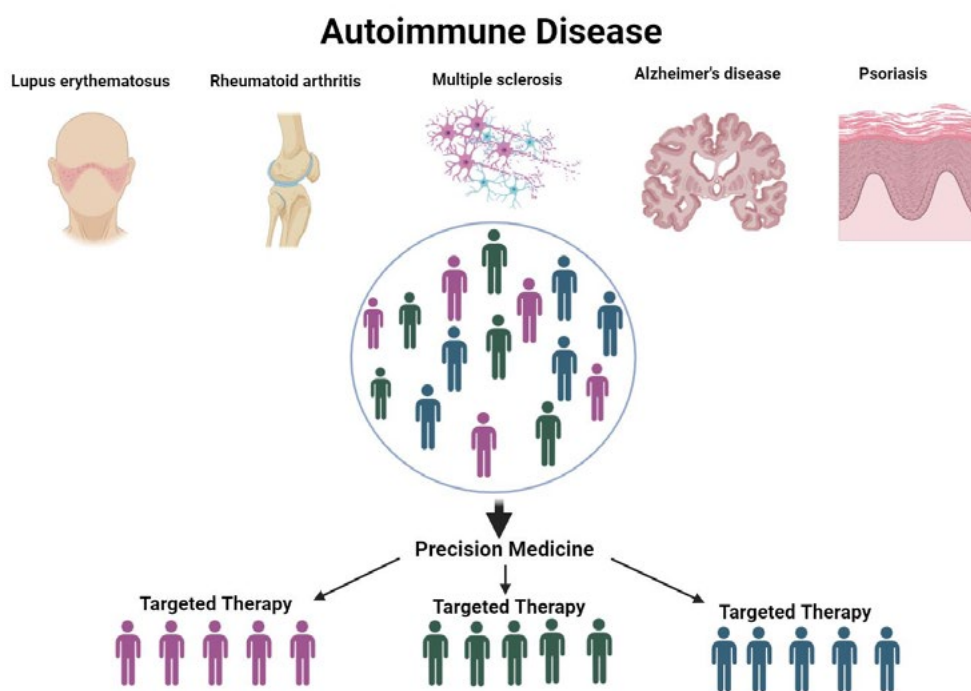 Autoimmune Disease
Lupus erythematosus
Rheumatoid arthritis
Multiple sclerosis
Alzheimer's disease
Psoriasis
Precision Medicine
Targeted Therapy
Targeted Therapy
Targeted Therapy